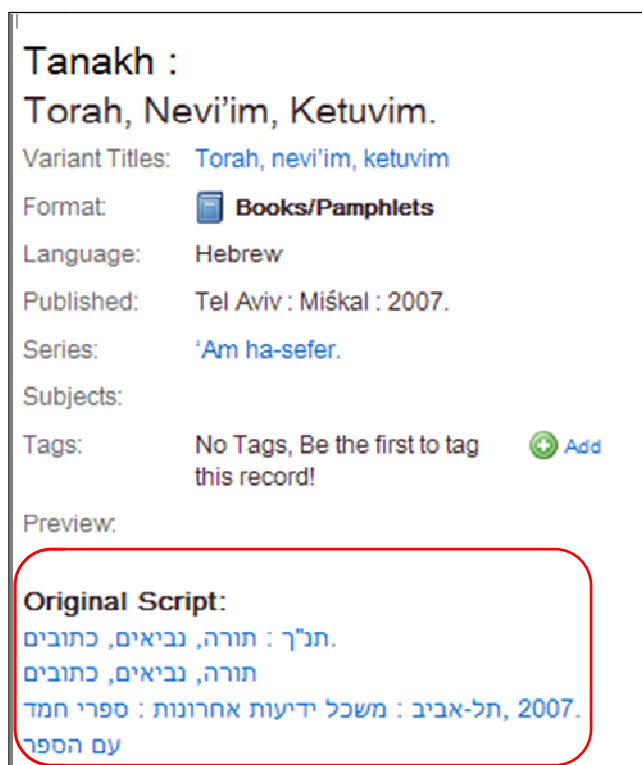 Tanakh :
Torah, Nevi’im, Ketuvim.
Variant Titles: Torah, nevi'im, ketuvim
Format: Books/Pamphlets
Language: Hebrew
Published: Tel Aviv : Miśkal : 2007.
Series: ‘Am ha-sefer.
Subjects:
Tags: No Tags, Be the first to tag this record! Add
Preview:
Original Script:
תנ"ך : תורה, נביאים, כתובים.
תורה, נביאים, כתובים
תל-אביב : משכל ידיעות אחרונות : ספרי חמד, 2007.
עם הספר